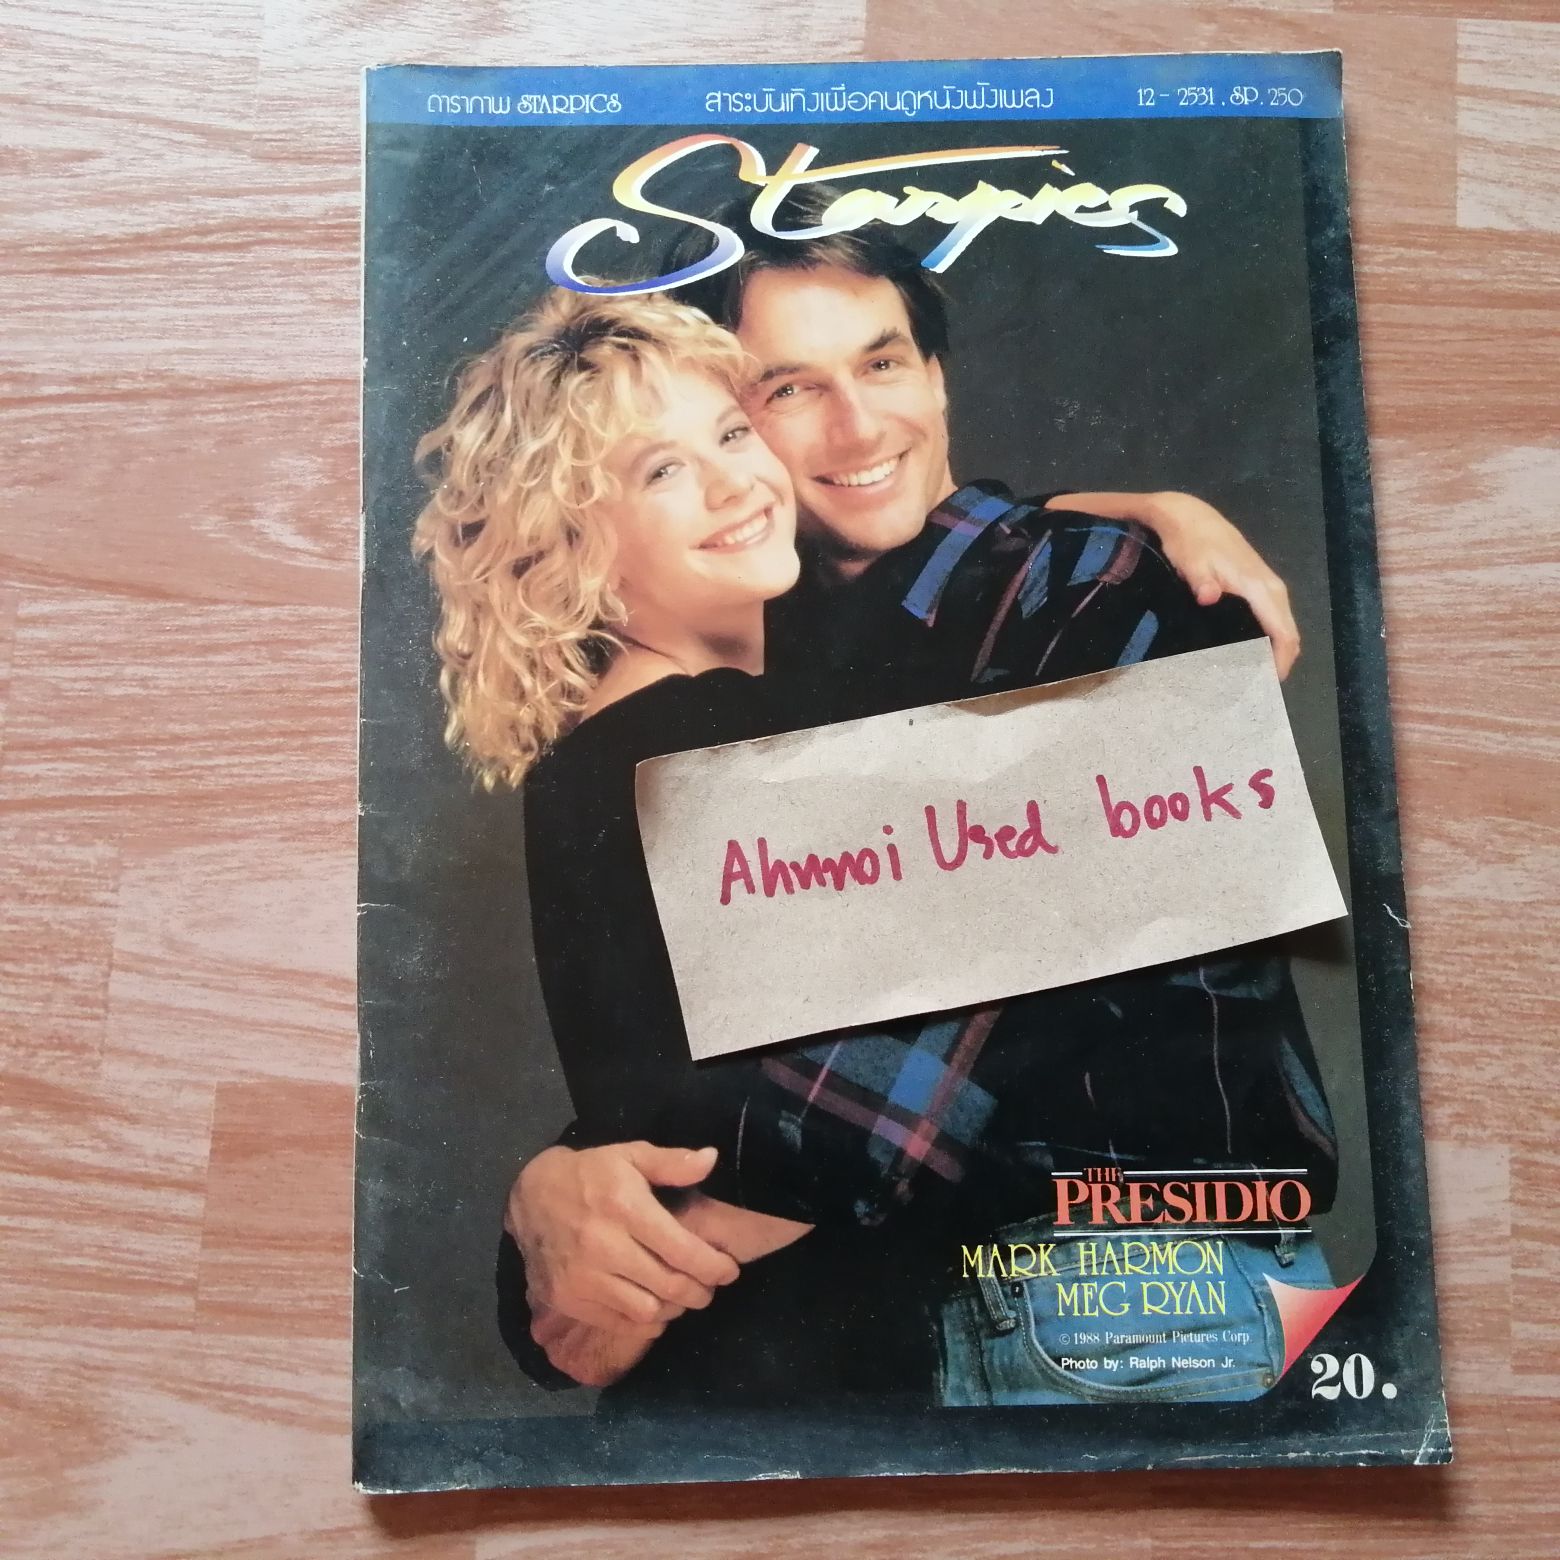 ดาราภาพ STARPICS สาระบันเทิงเพื่อคนดูหนังฟังเพลง 12 - 2531 . SP. 250
Starpics
Ahnnoi Used books
THE
PRESIDIO
MARK HARMON
MEG RYAN
© 1988 Paramount Pictures Corp.
Photo by: Ralph Nelson Jr.
20.